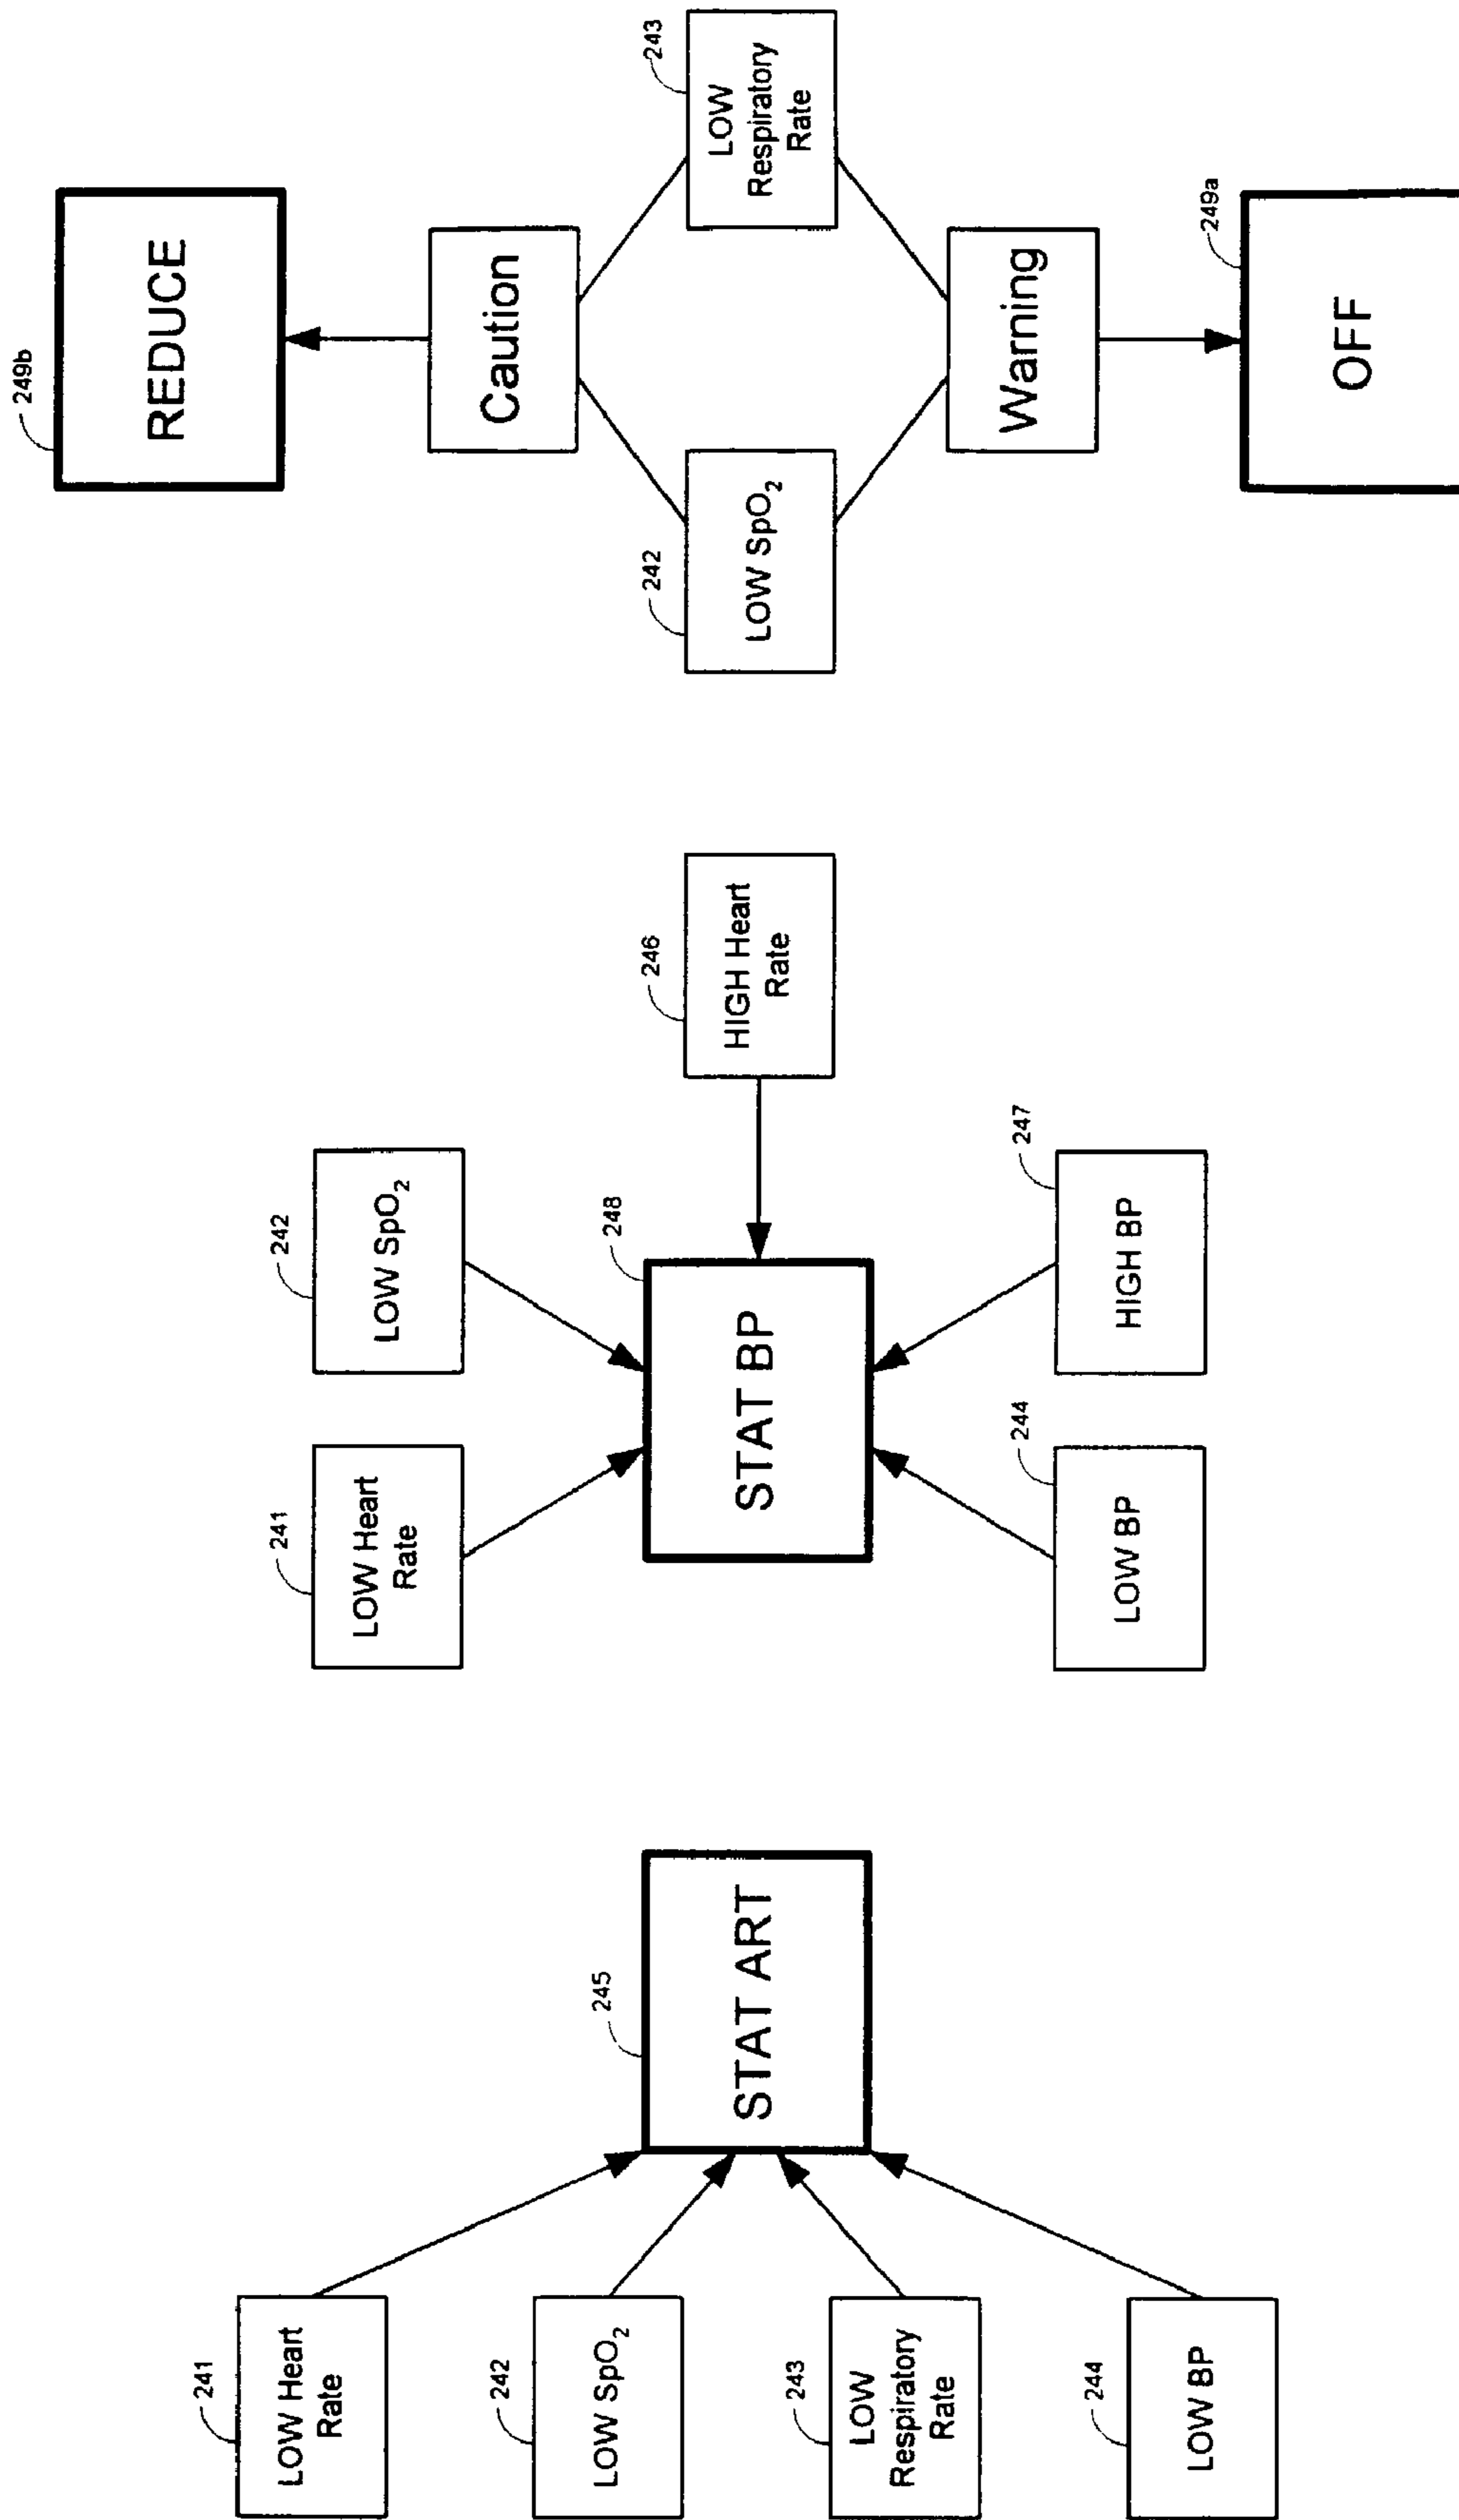 241
LOW Heart
Rate
242
LOW SpO₂
243
LOW
Respiratory
Rate
244
LOW BP
245
STAT ART
241
LOW Heart
Rate
242
LOW SpO₂
248
STAT BP
246
HIGH Heart
Rate
244
LOW BP
247
HIGH BP
249b
REDUCE
Caution
242
LOW SpO₂
243
LOW
Respiratory
Rate
Warning
249a
OFF